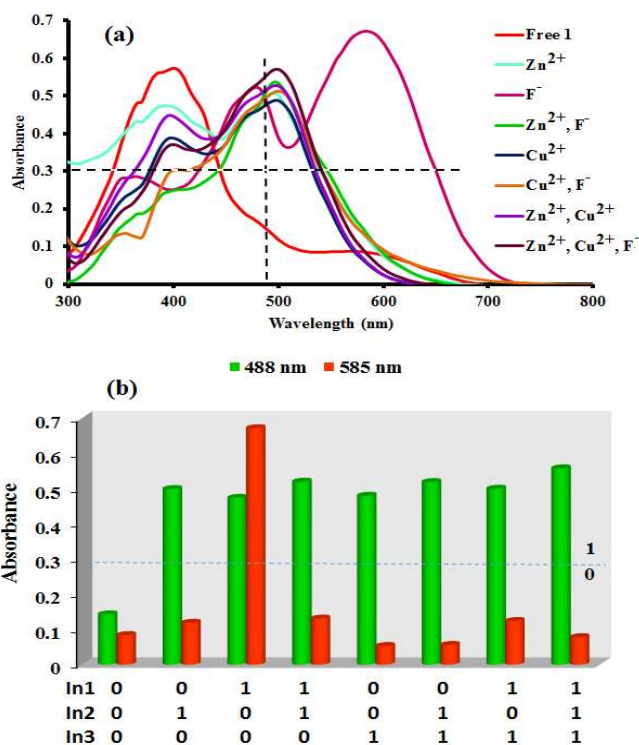 (a)
0.7
0.6
0.5
0.4
0.3
0.2
0.1
0
Absorbance
300 400 500 600 700 800
Wavelength (nm)
Free 1
Zn2+
F-
Zn2+, F-
Cu2+
Cu2+, F-
Zn2+, Cu2+
Zn2+, Cu2+, F-
488 nm 585 nm
(b)
0.7
0.6
0.5
0.4
0.3
0.2
0.1
0
Absorbance
1
0
In1 0 0 1 1 0 0 1 1
In2 0 1 0 1 0 1 0 1
In3 0 0 0 0 1 1 1 1